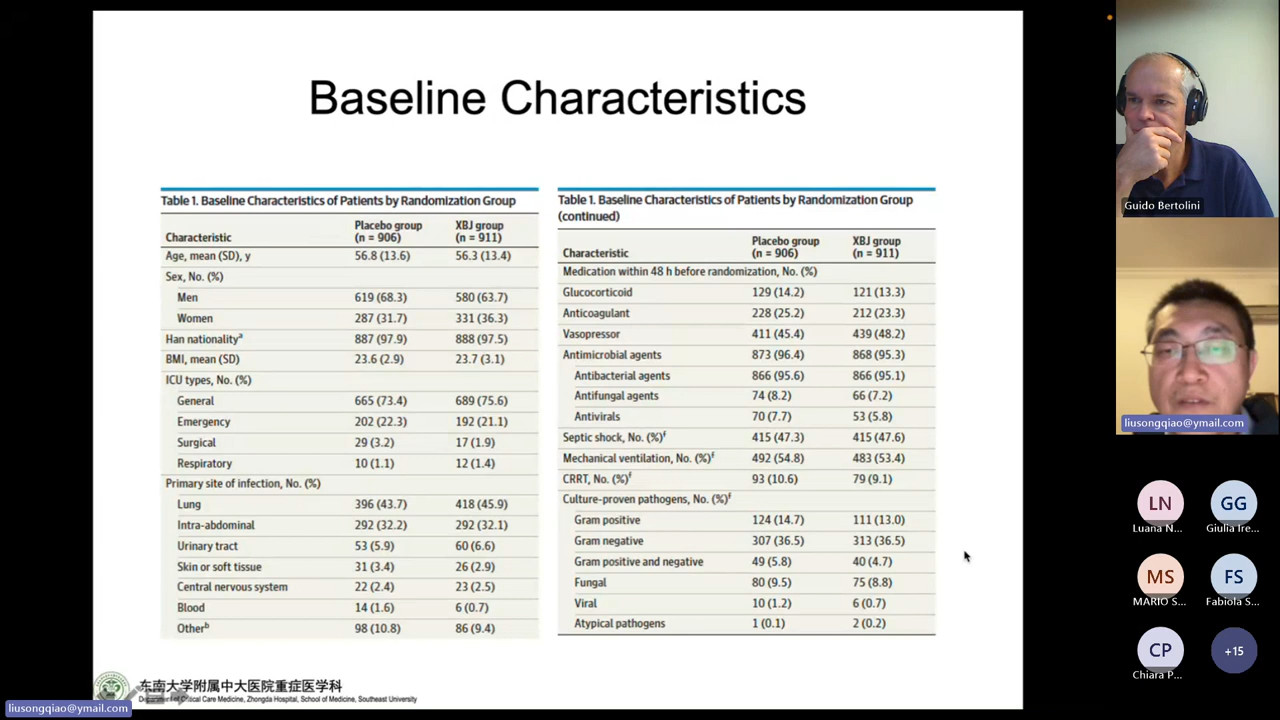 Baseline Characteristics
Table 1. Baseline Characteristics of Patients by Randomization Group
Characteristic Placebo group (n = 906) XBJ group (n = 911)
Age, mean (SD), y 56.8 (13.6) 56.3 (13.4)
Sex, No. (%)
Men 619 (68.3) 580 (63.7)
Women 287 (31.7) 331 (36.3)
Han nationalityᵃ 887 (97.9) 888 (97.5)
BMI, mean (SD) 23.6 (2.9) 23.7 (3.1)
ICU types, No. (%)
General 665 (73.4) 689 (75.6)
Emergency 202 (22.3) 192 (21.1)
Surgical 29 (3.2) 17 (1.9)
Respiratory 10 (1.1) 12 (1.4)
Primary site of infection, No. (%)
Lung 396 (43.7) 418 (45.9)
Intra-abdominal 292 (32.2) 292 (32.1)
Urinary tract 53 (5.9) 60 (6.6)
Skin or soft tissue 31 (3.4) 26 (2.9)
Central nervous system 22 (2.4) 23 (2.5)
Blood 14 (1.6) 6 (0.7)
Otherᵇ 98 (10.8) 86 (9.4)
Table 1. Baseline Characteristics of Patients by Randomization Group
(continued)
Characteristic Placebo group (n = 906) XBJ group (n = 911)
Medication within 48 h before randomization, No. (%)
Glucocorticoid 129 (14.2) 121 (13.3)
Anticoagulant 228 (25.2) 212 (23.3)
Vasopressor 411 (45.4) 439 (48.2)
Antimicrobial agents 873 (96.4) 868 (95.3)
Antibacterial agents 866 (95.6) 866 (95.1)
Antifungal agents 74 (8.2) 66 (7.2)
Antivirals 70 (7.7) 53 (5.8)
Septic shock, No. (%)ᶠ 415 (47.3) 415 (47.6)
Mechanical ventilation, No. (%)ᶠ 492 (54.8) 483 (53.4)
CRRT, No. (%)ᶠ 93 (10.6) 79 (9.1)
Culture-proven pathogens, No. (%)ᶠ
Gram positive 124 (14.7) 111 (13.0)
Gram negative 307 (36.5) 313 (36.5)
Gram positive and negative 49 (5.8) 40 (4.7)
Fungal 80 (9.5) 75 (8.8)
Viral 10 (1.2) 6 (0.7)
Atypical pathogens 1 (0.1) 2 (0.2)
东南大学附属中大医院重症医学科
Critical Care Medicine, Zhongda Hospital, School of Medicine, Southeast University
liusongqiao@ymail.com
Guido Bertolini
liusongqiao@ymail.com
LN GG
Luana N... Giulia Ire...
MS FS
MARIO S... Fabiola S...
CP +15
Chiara P...